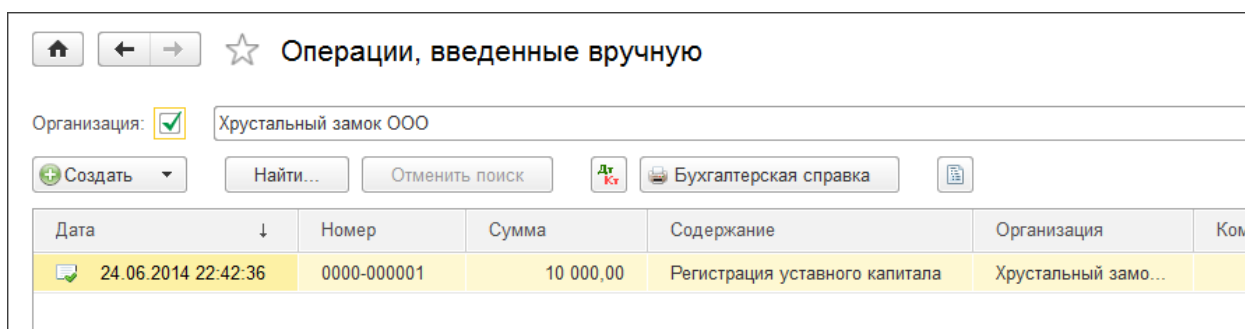 Операции, введенные вручную
Организация: Хрустальный замок ООО
Создать Найти... Отменить поиск Дт Кт Бухгалтерская справка
Дата ↓ Номер Сумма Содержание Организация Ком
24.06.2014 22:42:36 0000-000001 10 000,00 Регистрация уставного капитала Хрустальный замо...